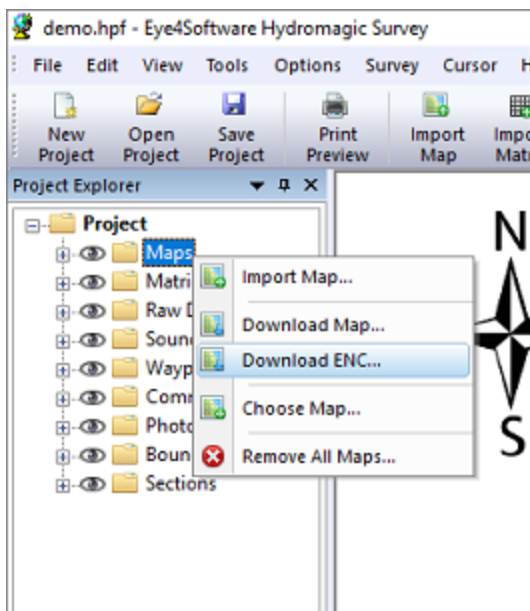 demo.hpf - Eye4Software Hydromagic Survey
File Edit View Tools Options Survey Cursor
New Project Open Project Save Project Print Preview Import Map
Project Explorer
Project
Maps
Import Map...
Download Map...
Download ENC...
Choose Map...
Remove All Maps...
Sections
N
S